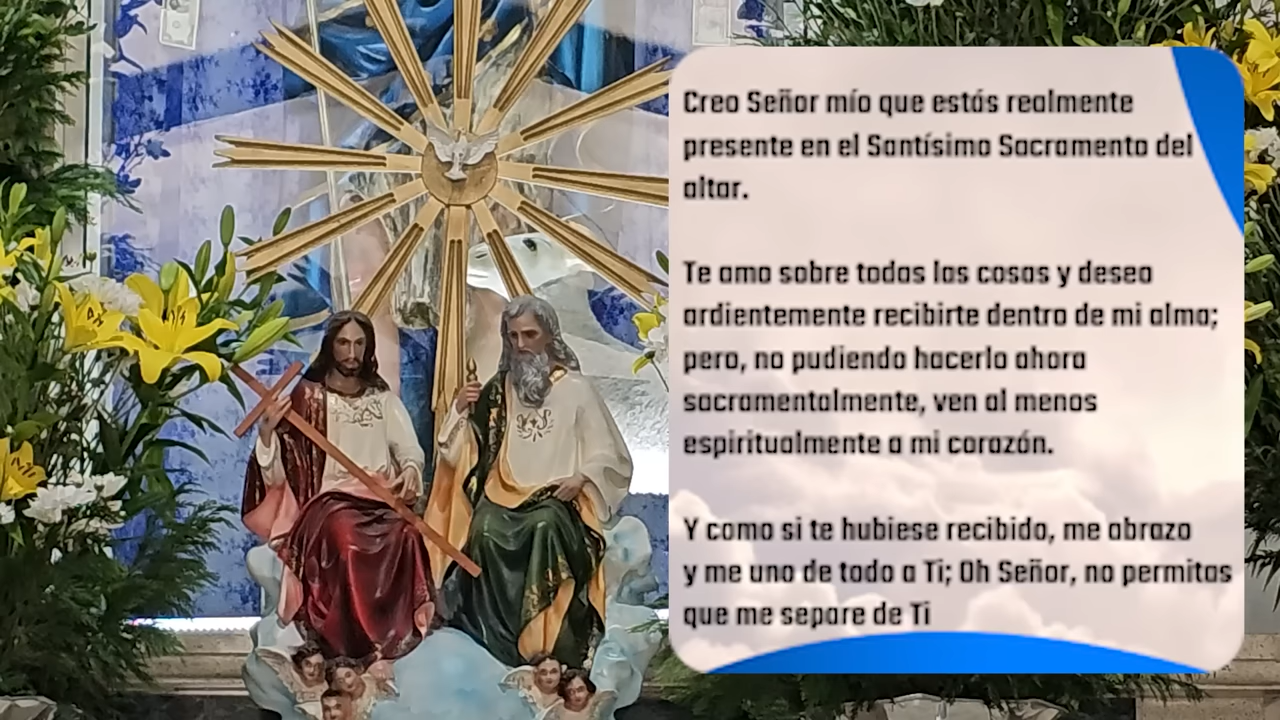 Creo Señor mío que estás realmente
presente en el Santísimo Sacramento del
altar.
Te amo sobre todas las cosas y deseo
ardientemente recibirte dentro de mi alma;
pero, no pudiendo hacerlo ahora
sacramentalmente, ven al menos
espiritualmente a mi corazón.
Y como si te hubiese recibido, me abrazo
y me uno de todo a Ti; Oh Señor, no permitas
que me separe de Ti